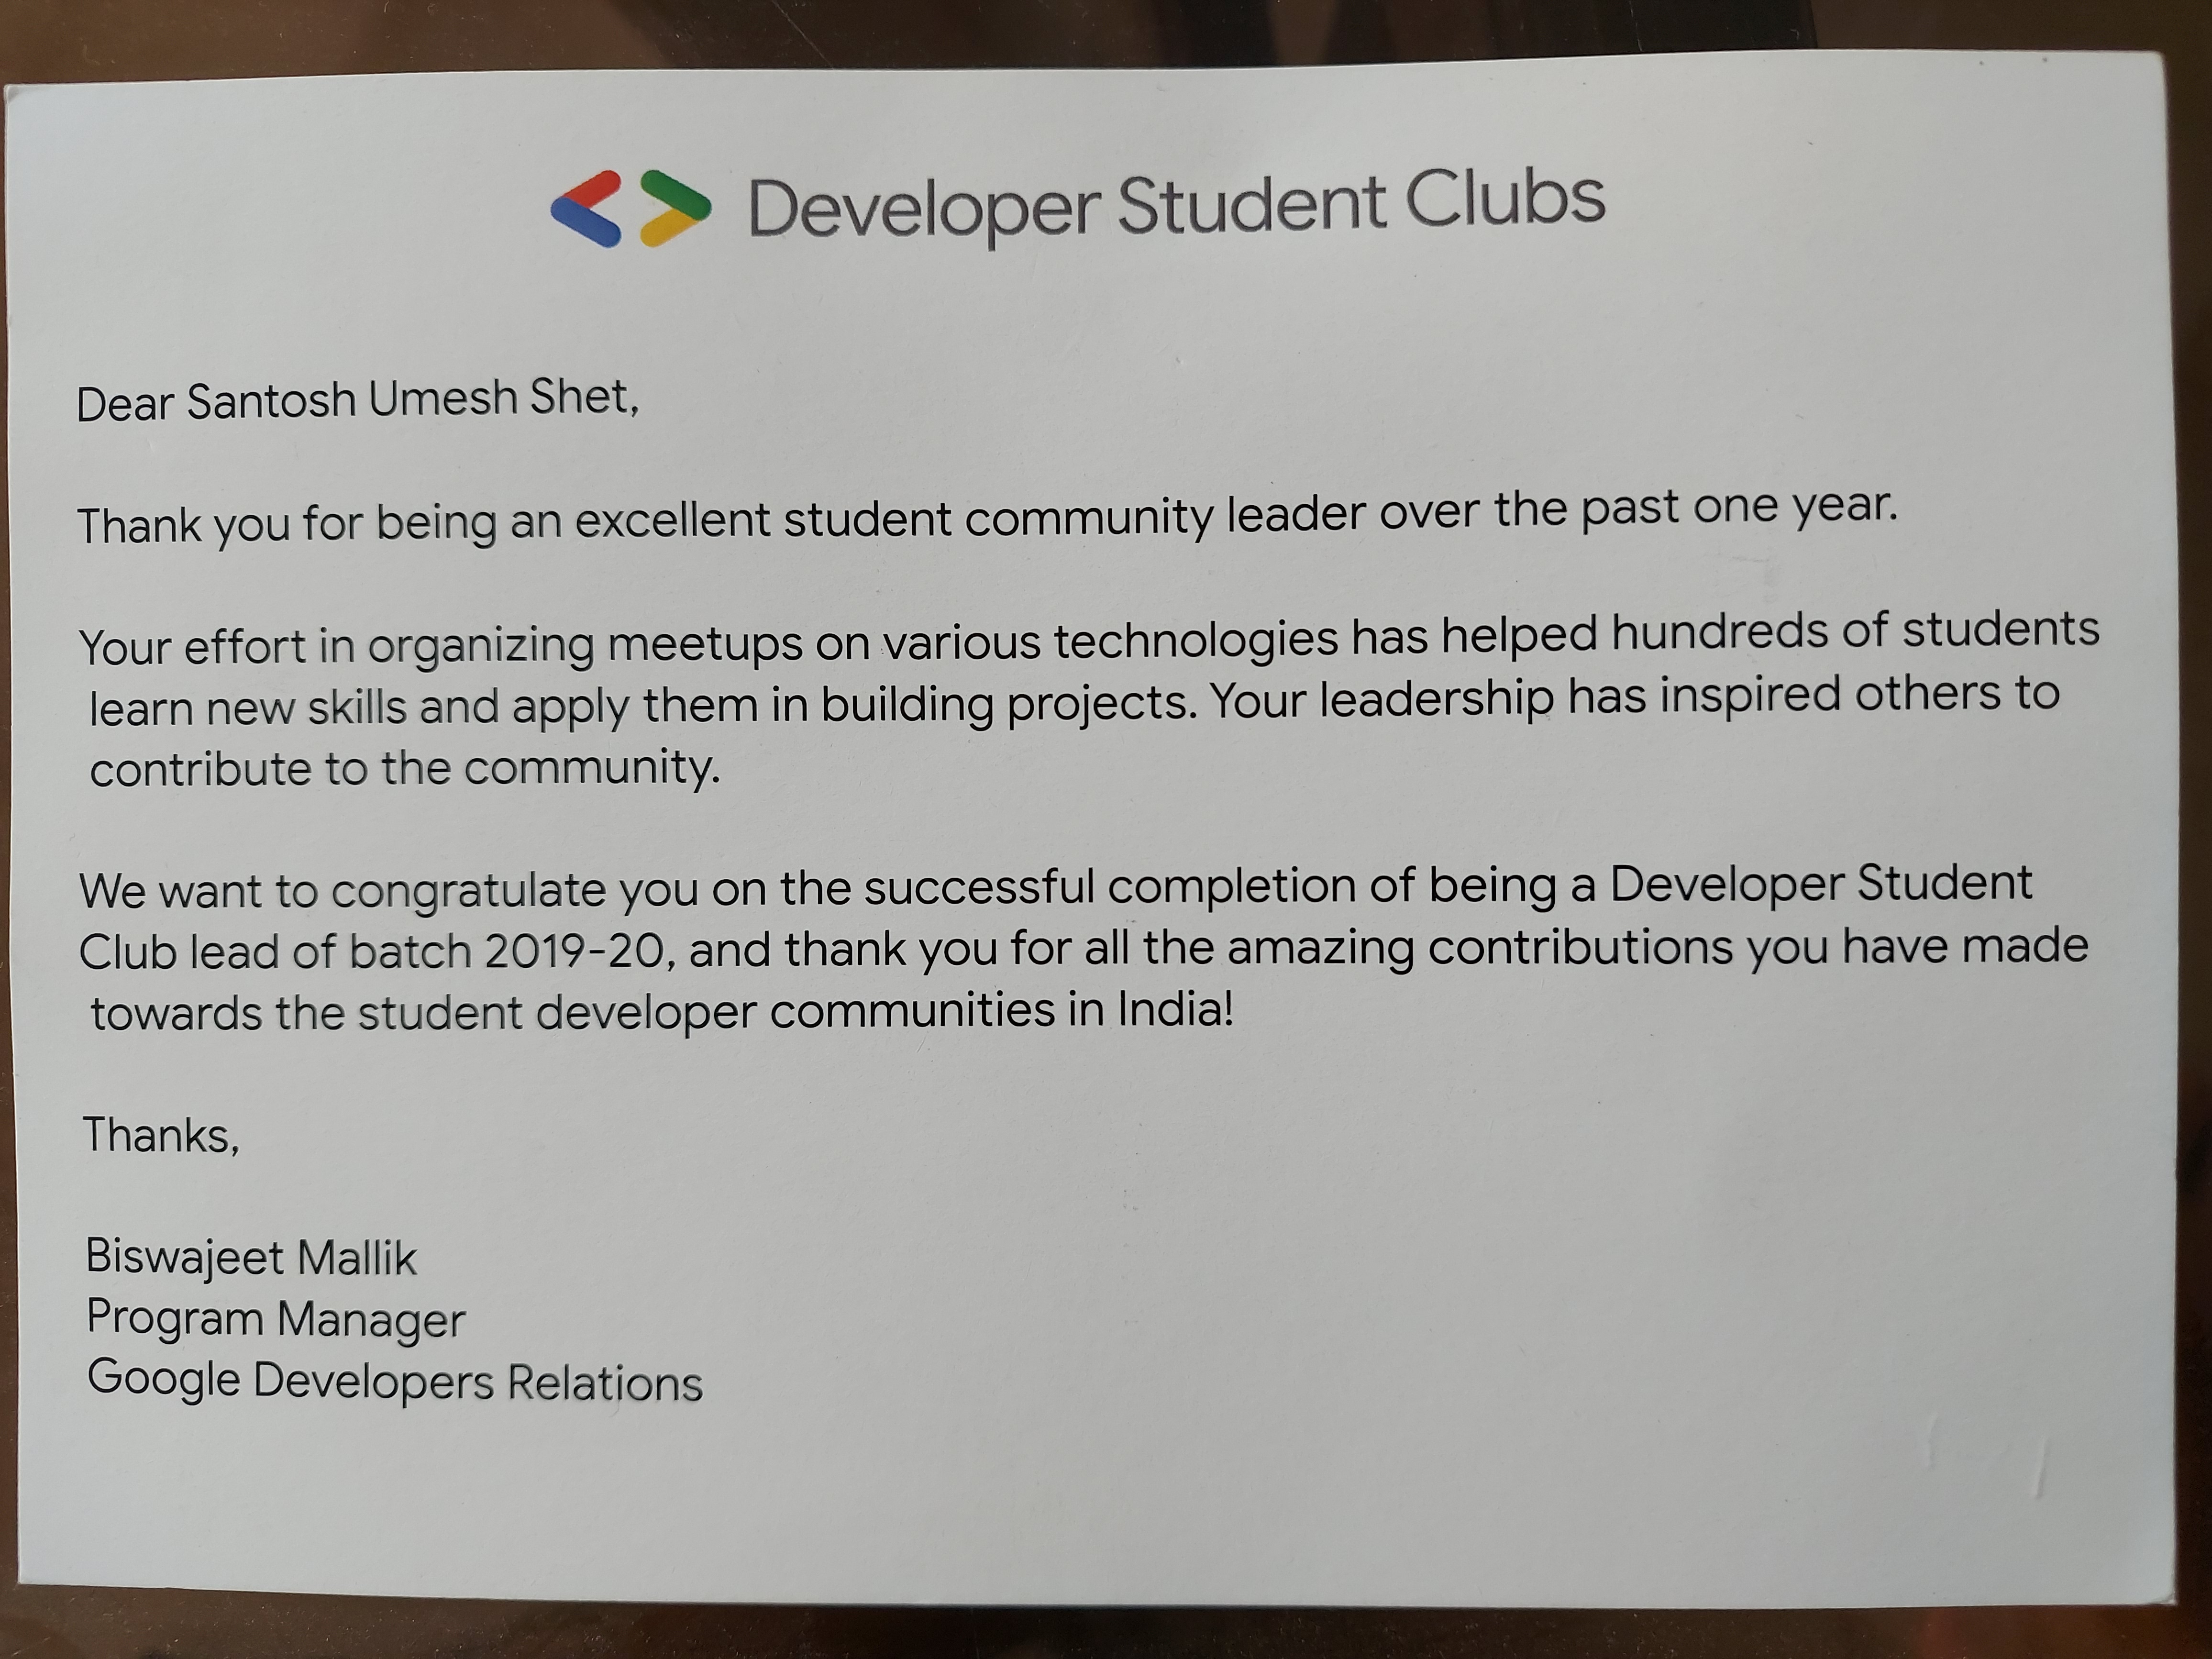 Developer Student Clubs
Dear Santosh Umesh Shet,
Thank you for being an excellent student community leader over the past one year.
Your effort in organizing meetups on various technologies has helped hundreds of students
learn new skills and apply them in building projects. Your leadership has inspired others to
contribute to the community.
We want to congratulate you on the successful completion of being a Developer Student
Club lead of batch 2019-20, and thank you for all the amazing contributions you have made
towards the student developer communities in India!
Thanks,
Biswajeet Mallik
Program Manager
Google Developers Relations